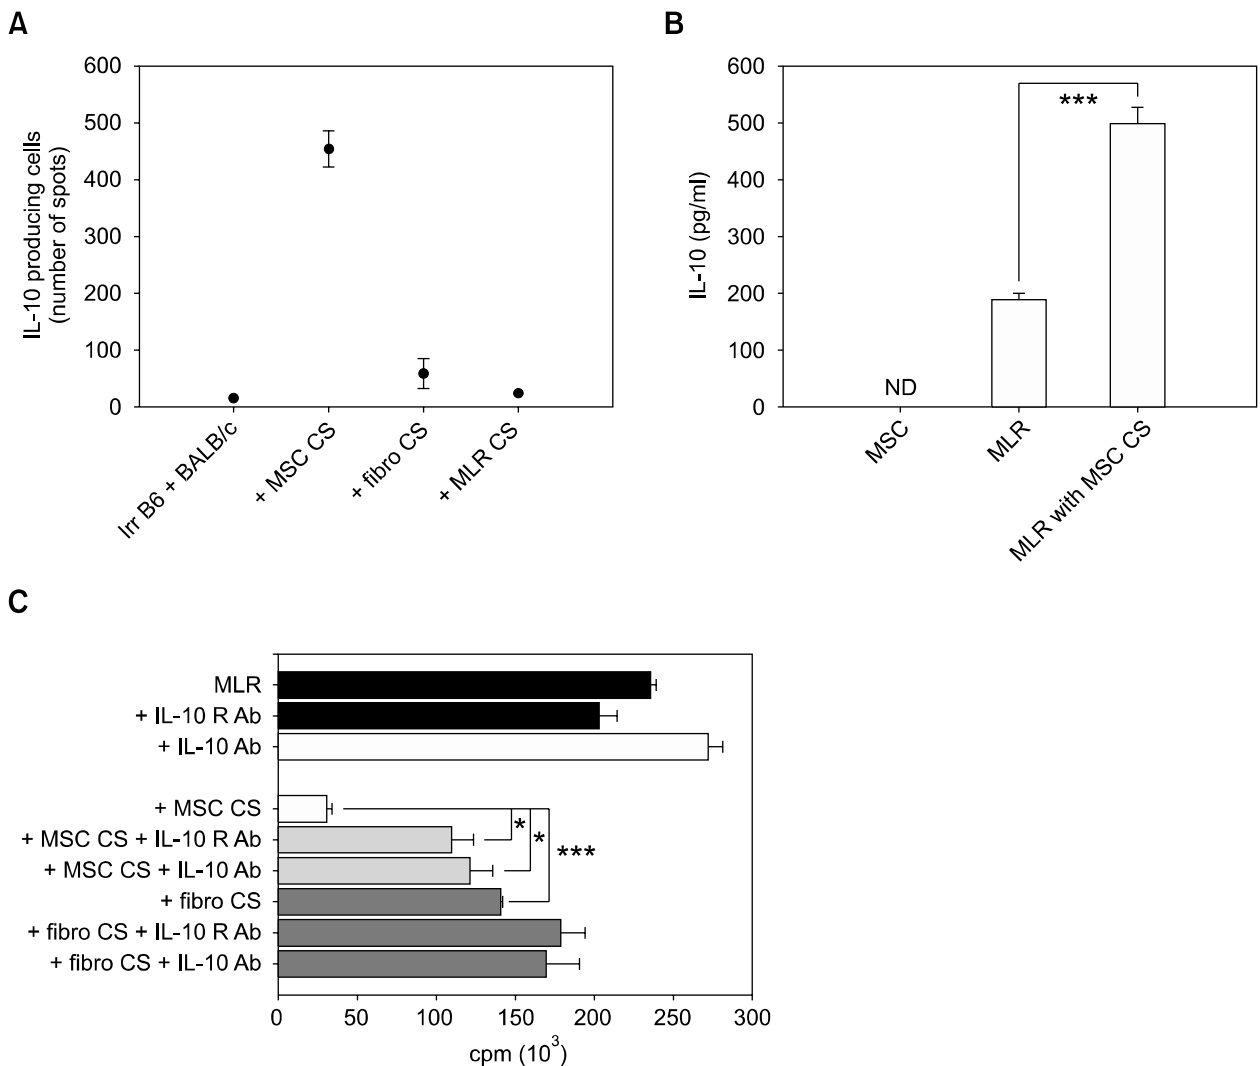 A
600
500
400
300
200
100
0
IL-10 producing cells
(number of spots)
Irr B6 + BALB/c
+ MSC CS
+ fibro CS
+ MLR CS
B
600
500
400
300
200
100
0
IL-10 (pg/ml)
***
ND
MSC
MLR
MLR with MSC CS
C
MLR
+ IL-10 R Ab
+ IL-10 Ab
+ MSC CS
+ MSC CS + IL-10 R Ab
+ MSC CS + IL-10 Ab
+ fibro CS
+ fibro CS + IL-10 R Ab
+ fibro CS + IL-10 Ab
* * ***
0 50 100 150 200 250 300
cpm (10³)